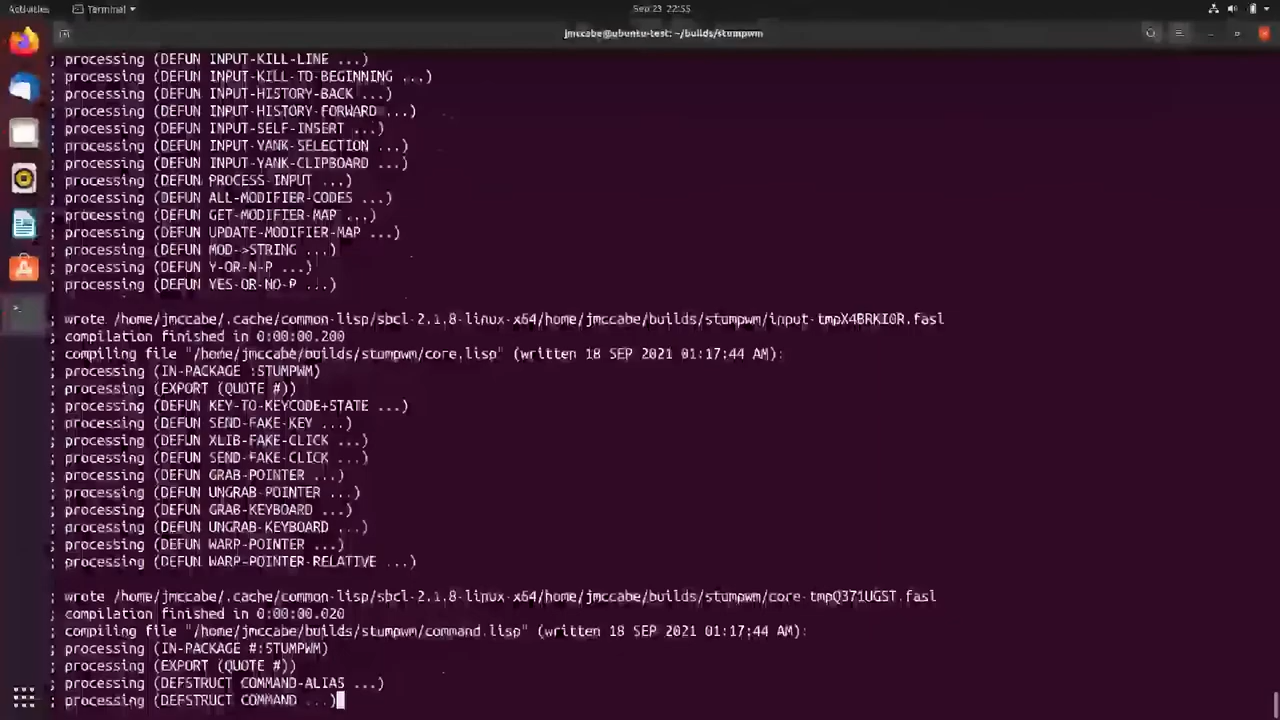 Activities
Terminal
Sep 23 22:55
jmccabe@ubuntu-test: ~/builds/stumpwm
; processing (DEFUN INPUT-KILL-LINE ...)
; processing (DEFUN INPUT-KILL-TO-BEGINNING ...)
; processing (DEFUN INPUT-HISTORY-BACK ...)
; processing (DEFUN INPUT-HISTORY-FORWARD ...)
; processing (DEFUN INPUT-SELF-INSERT ...)
; processing (DEFUN INPUT-YANK-SELECTION ...)
; processing (DEFUN INPUT-YANK-CLIPBOARD ...)
; processing (DEFUN PROCESS-INPUT ...)
; processing (DEFUN ALL-MODIFIER-CODES ...)
; processing (DEFUN GET-MODIFIER-MAP ...)
; processing (DEFUN UPDATE-MODIFIER-MAP ...)
; processing (DEFUN MOD->STRING ...)
; processing (DEFUN Y-OR-N-P ...)
; processing (DEFUN YES-OR-NO-P ...)
; wrote /home/jmccabe/.cache/common-lisp/sbcl-2.1.8-linux-x64/home/jmccabe/builds/stumpwm/input-tmpX4BRKI0R.fasl
; compilation finished in 0:00:00.200
; compiling file "/home/jmccabe/builds/stumpwm/core.lisp" (written 18 SEP 2021 01:17:44 AM):
; processing (IN-PACKAGE :STUMPWM)
; processing (EXPORT (QUOTE #))
; processing (DEFUN KEY-TO-KEYCODE+STATE ...)
; processing (DEFUN SEND-FAKE-KEY ...)
; processing (DEFUN XLIB-FAKE-CLICK ...)
; processing (DEFUN SEND-FAKE-CLICK ...)
; processing (DEFUN GRAB-POINTER ...)
; processing (DEFUN UNGRAB-POINTER ...)
; processing (DEFUN GRAB-KEYBOARD ...)
; processing (DEFUN UNGRAB-KEYBOARD ...)
; processing (DEFUN WARP-POINTER ...)
; processing (DEFUN WARP-POINTER-RELATIVE ...)
; wrote /home/jmccabe/.cache/common-lisp/sbcl-2.1.8-linux-x64/home/jmccabe/builds/stumpwm/core-tmpQ371UGST.fasl
; compilation finished in 0:00:00.020
; compiling file "/home/jmccabe/builds/stumpwm/command.lisp" (written 18 SEP 2021 01:17:44 AM):
; processing (IN-PACKAGE #:STUMPWM)
; processing (EXPORT (QUOTE #))
; processing (DEFSTRUCT COMMAND-ALIAS ...)
; processing (DEFSTRUCT COMMAND ...)